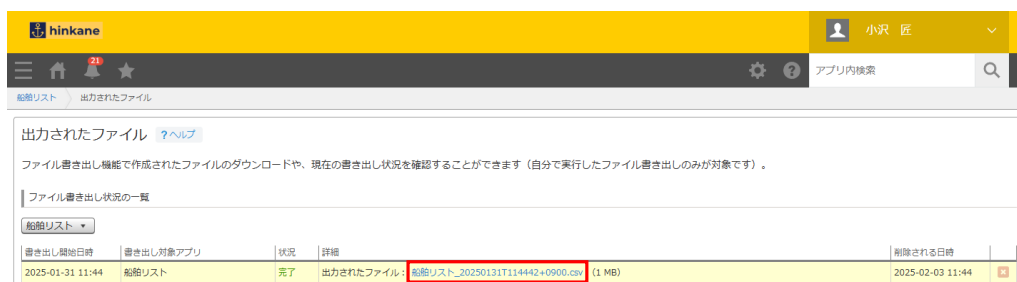 hinkane
小沢 匠
21
アプリ内検索
船舶リスト 出力されたファイル
出力されたファイル ?ヘルプ
ファイル書き出し機能で作成されたファイルのダウンロードや、現在の書き出し状況を確認することができます（自分で実行したファイル書き出しのみが対象です）。
ファイル書き出し状況の一覧
船舶リスト
書き出し開始日時 書き出し対象アプリ 状況 詳細 削除される日時
2025-01-31 11:44 船舶リスト 完了 出力されたファイル : 船舶リスト_20250131T114442+0900.csv (1 MB) 2025-02-03 11:44